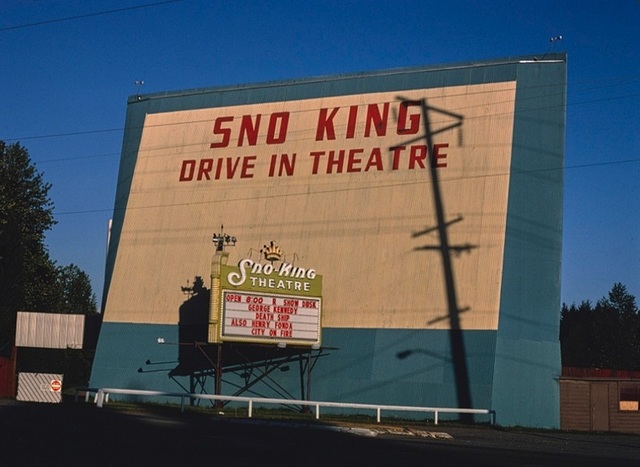 SNO KING
DRIVE IN THEATRE
Sno-King
THEATRE
OPEN 8:00 R SHOW DUSK
GEORGE KENNEDY
DEATH SHIP
ALSO HENRY FONDA
CITY ON FIRE